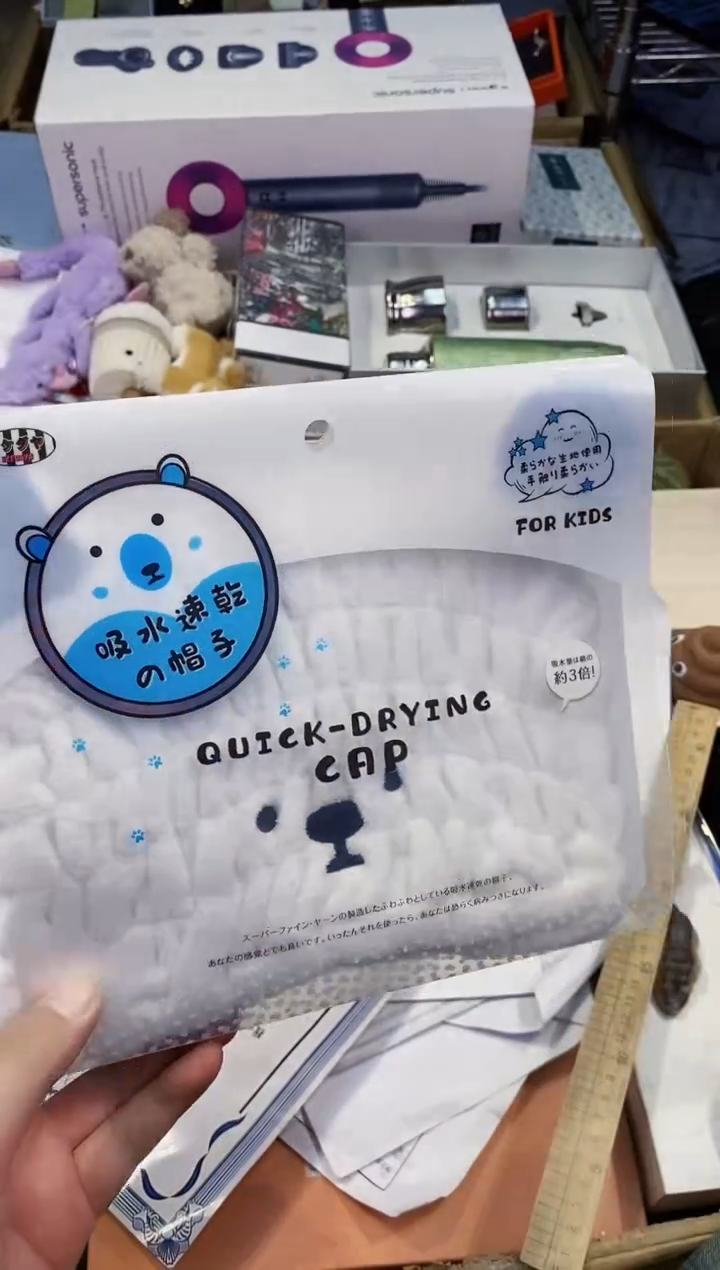 supersonic
supersonic
柔らかな生地使用
手触り柔らかい
FOR KIDS
吸水速乾
の帽子
吸水量は綿の
約3倍!
QUICK-DRYING
CAP
スーパーファイン・ヤーンの製造したふわふわとしている吸水速乾の帽子、
あなたの感覚とても良いです。いったんそれを使ったら、あなたは恐らく病みつきになります。